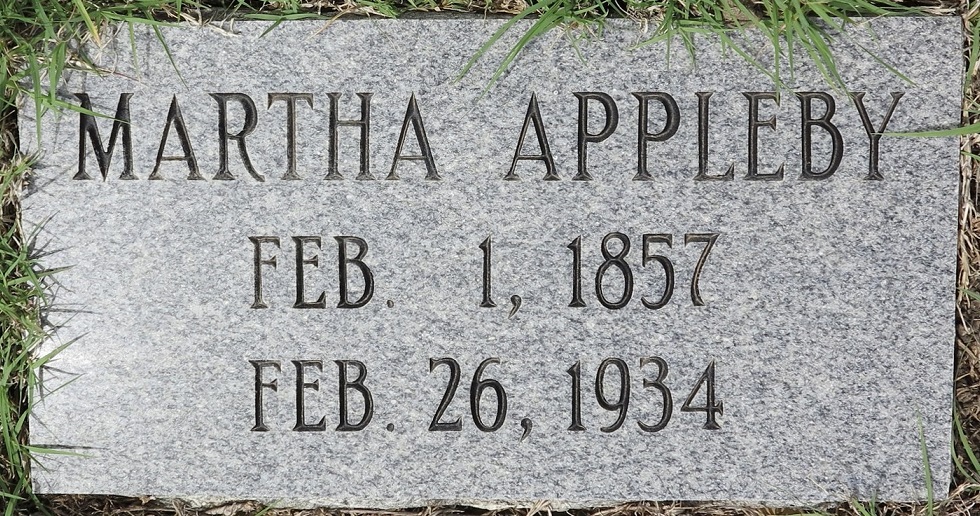 MARTHA APPLEBY
FEB. 1, 1857
FEB. 26, 1934